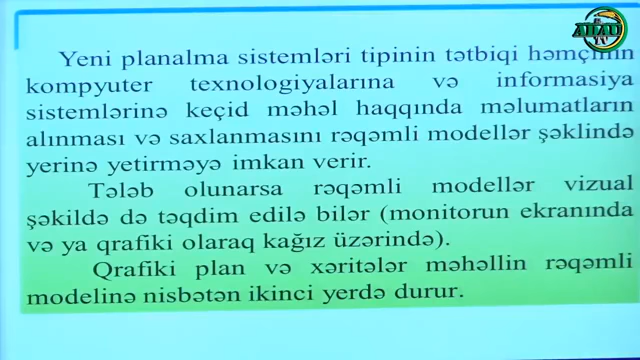 ADAU
TV
Yeni planalma sistemləri tipinin tətbiqi həmçinin
kompyuter texnologiyalarına və informasiya
sistemlərinə keçid məhəl haqqında məlumatların
alınması və saxlanmasını rəqəmli modellər şəklində
yerinə yetirməyə imkan verir.
Tələb olunarsa rəqəmli modellər vizual
şəkildə də təqdim edilə bilər (monitorun ekranında
və ya qrafiki olaraq kağız üzərində).
Qrafiki plan və xəritələr məhəllin rəqəmli
modelinə nisbətən ikinci yerdə durur.